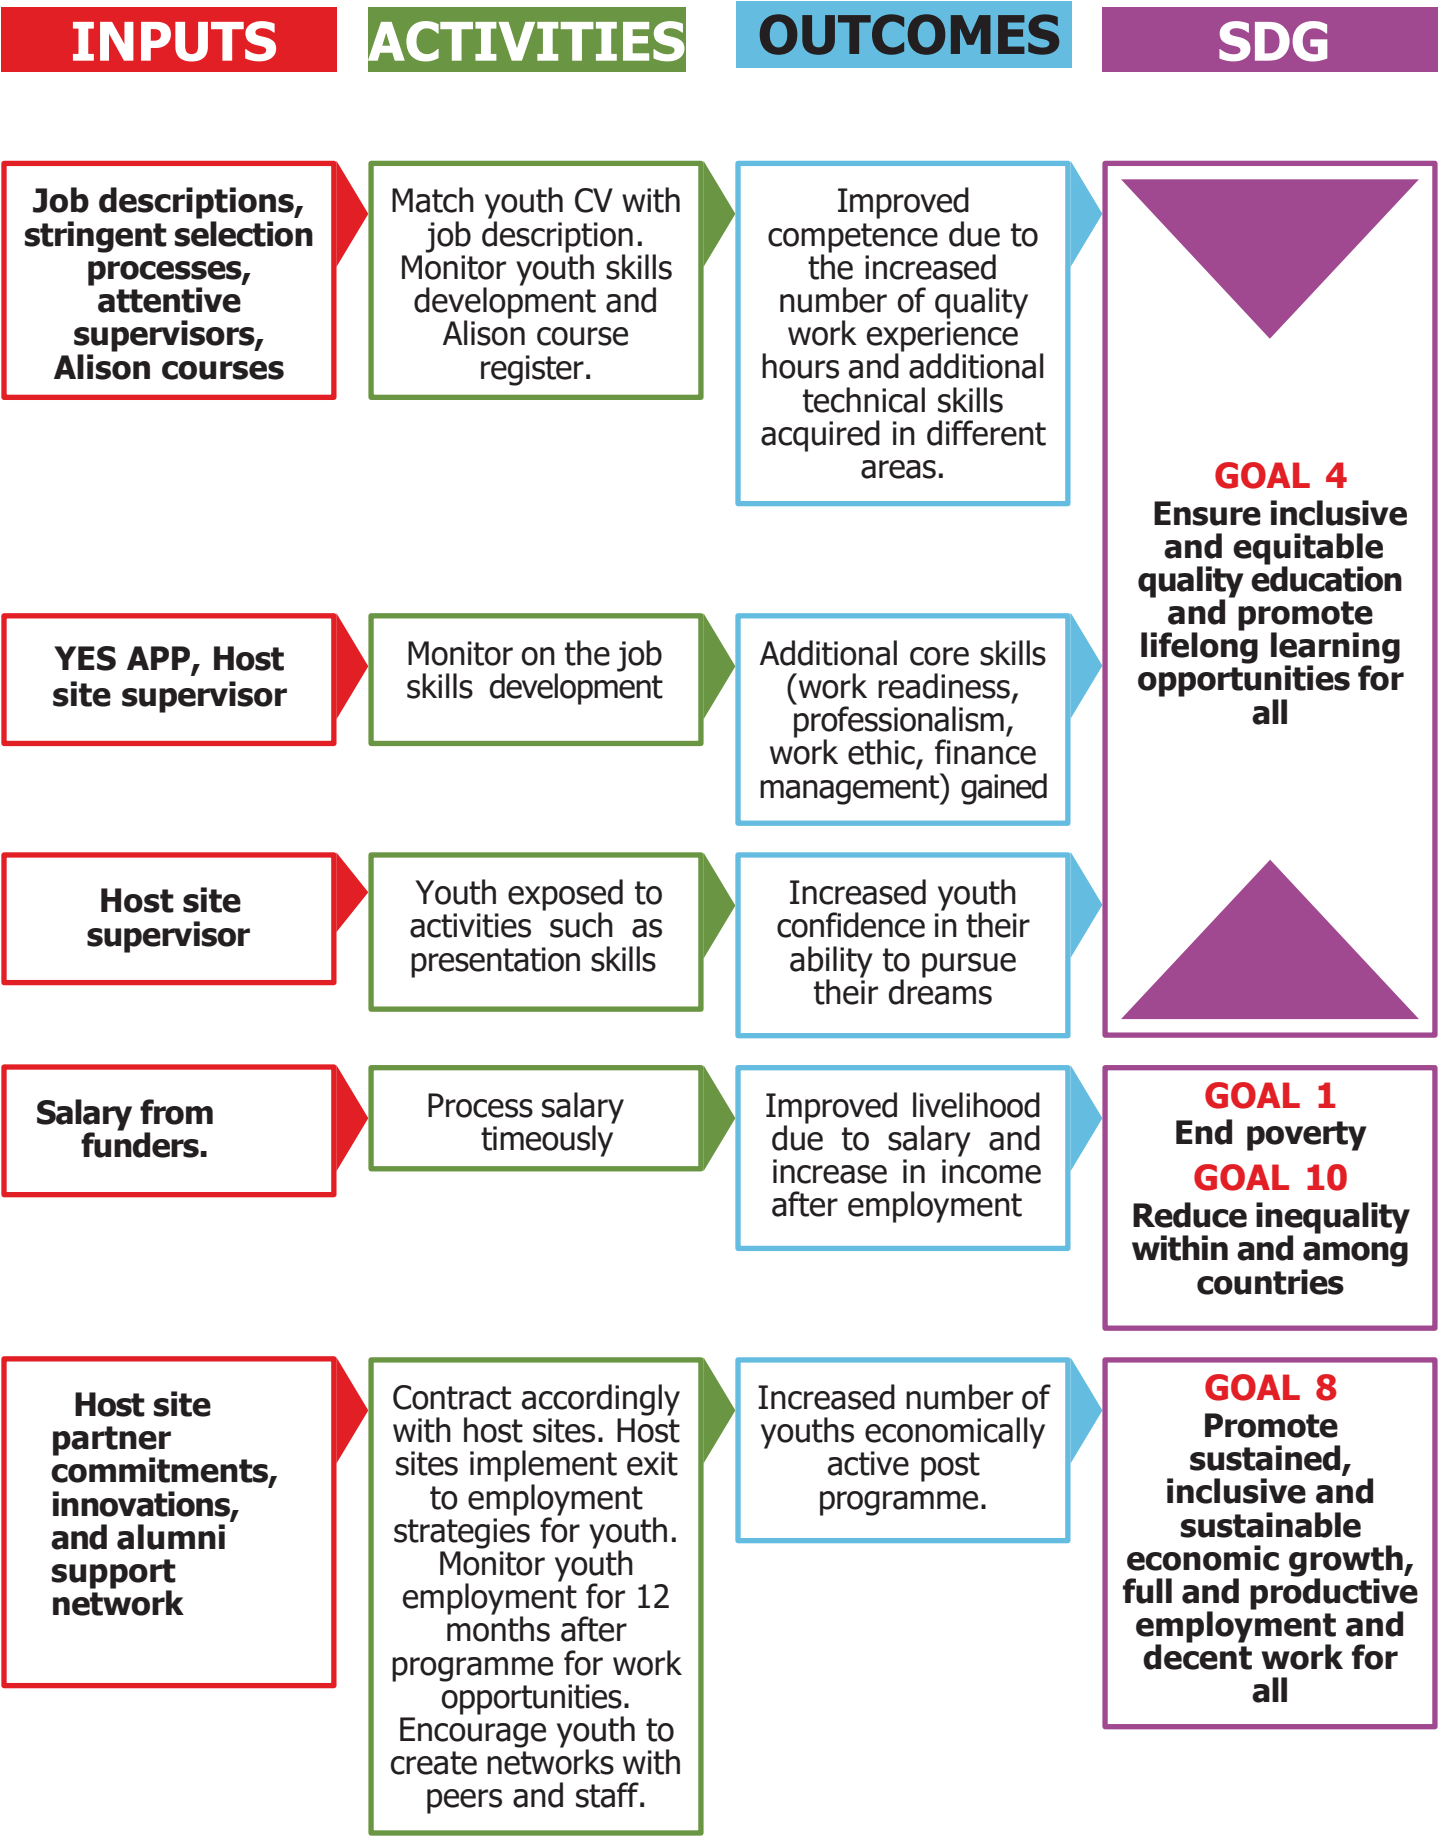 INPUTS
ACTIVITIES
OUTCOMES
SDG
Job descriptions,
stringent selection
processes,
attentive
supervisors,
Alison courses
Match youth CV with
job description.
Monitor youth skills
development and
Alison course
register.
Improved
competence due to
the increased
number of quality
work experience
hours and additional
technical skills
acquired in different
areas.
GOAL 4
Ensure inclusive
and equitable
quality education
and promote
lifelong learning
opportunities for
all
YES APP, Host
site supervisor
Monitor on the job
skills development
Additional core skills
(work readiness,
professionalism,
work ethic, finance
management) gained
Host site
supervisor
Youth exposed to
activities such as
presentation skills
Increased youth
confidence in their
ability to pursue
their dreams
Salary from
funders.
Process salary
timeously
Improved livelihood
due to salary and
increase in income
after employment
GOAL 1
End poverty
GOAL 10
Reduce inequality
within and among
countries
Host site
partner
commitments,
innovations,
and alumni
support
network
Contract accordingly
with host sites. Host
sites implement exit
to employment
strategies for youth.
Monitor youth
employment for 12
months after
programme for work
opportunities.
Encourage youth to
create networks with
peers and staff.
Increased number of
youths economically
active post
programme.
GOAL 8
Promote
sustained,
inclusive and
sustainable
economic growth,
full and productive
employment and
decent work for
all